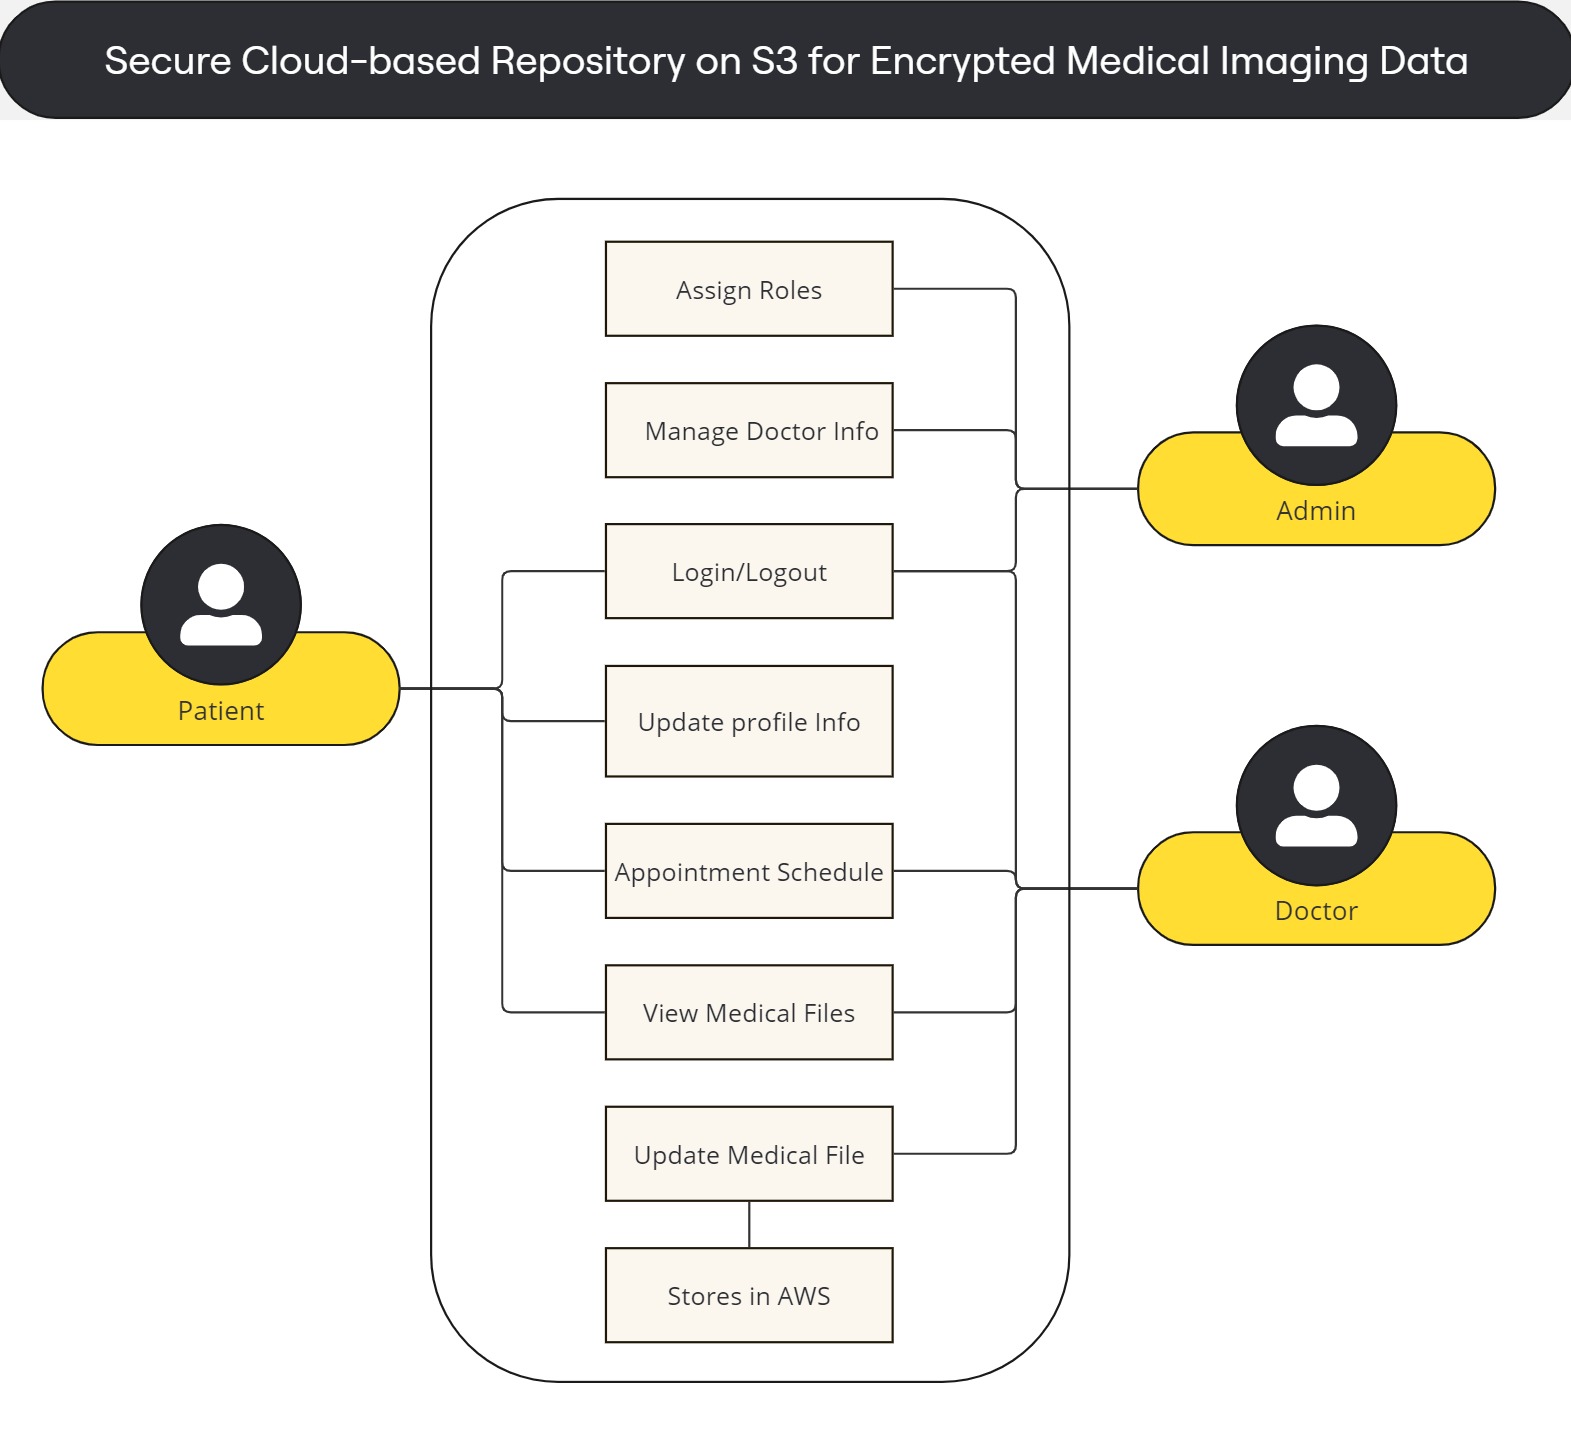 Secure Cloud-based Repository on S3 for Encrypted Medical Imaging Data
Assign Roles
Manage Doctor Info
Admin
Login/Logout
Patient
Update profile Info
Appointment Schedule
Doctor
View Medical Files
Update Medical File
Stores in AWS